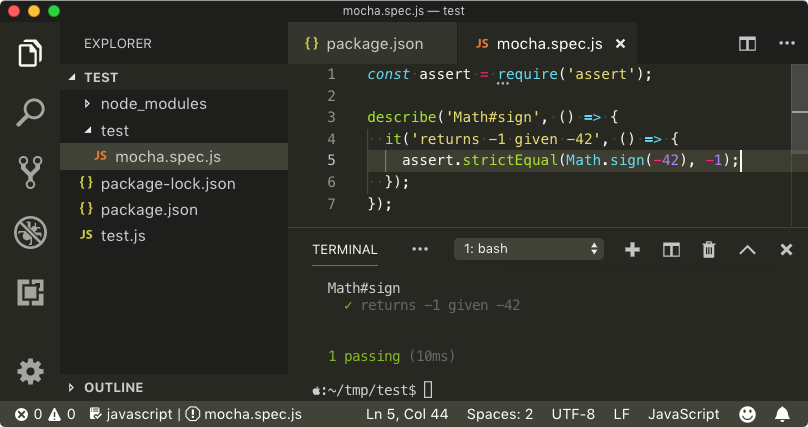 mocha.spec.js — test
EXPLORER
TEST
node_modules
test
JS mocha.spec.js
{} package-lock.json
{} package.json
JS test.js
OUTLINE
{} package.json
JS mocha.spec.js ×
1 const assert = require('assert');
2
3 describe('Math#sign', () => {
4 it('returns -1 given -42', () => {
5 assert.strictEqual(Math.sign(-42), -1);
6 });
7 });
TERMINAL ••• 1: bash
Math#sign
✓ returns -1 given -42
1 passing (10ms)
:~/tmp/test$
0 0 javascript | mocha.spec.js Ln 5, Col 44 Spaces: 2 UTF-8 LF JavaScript